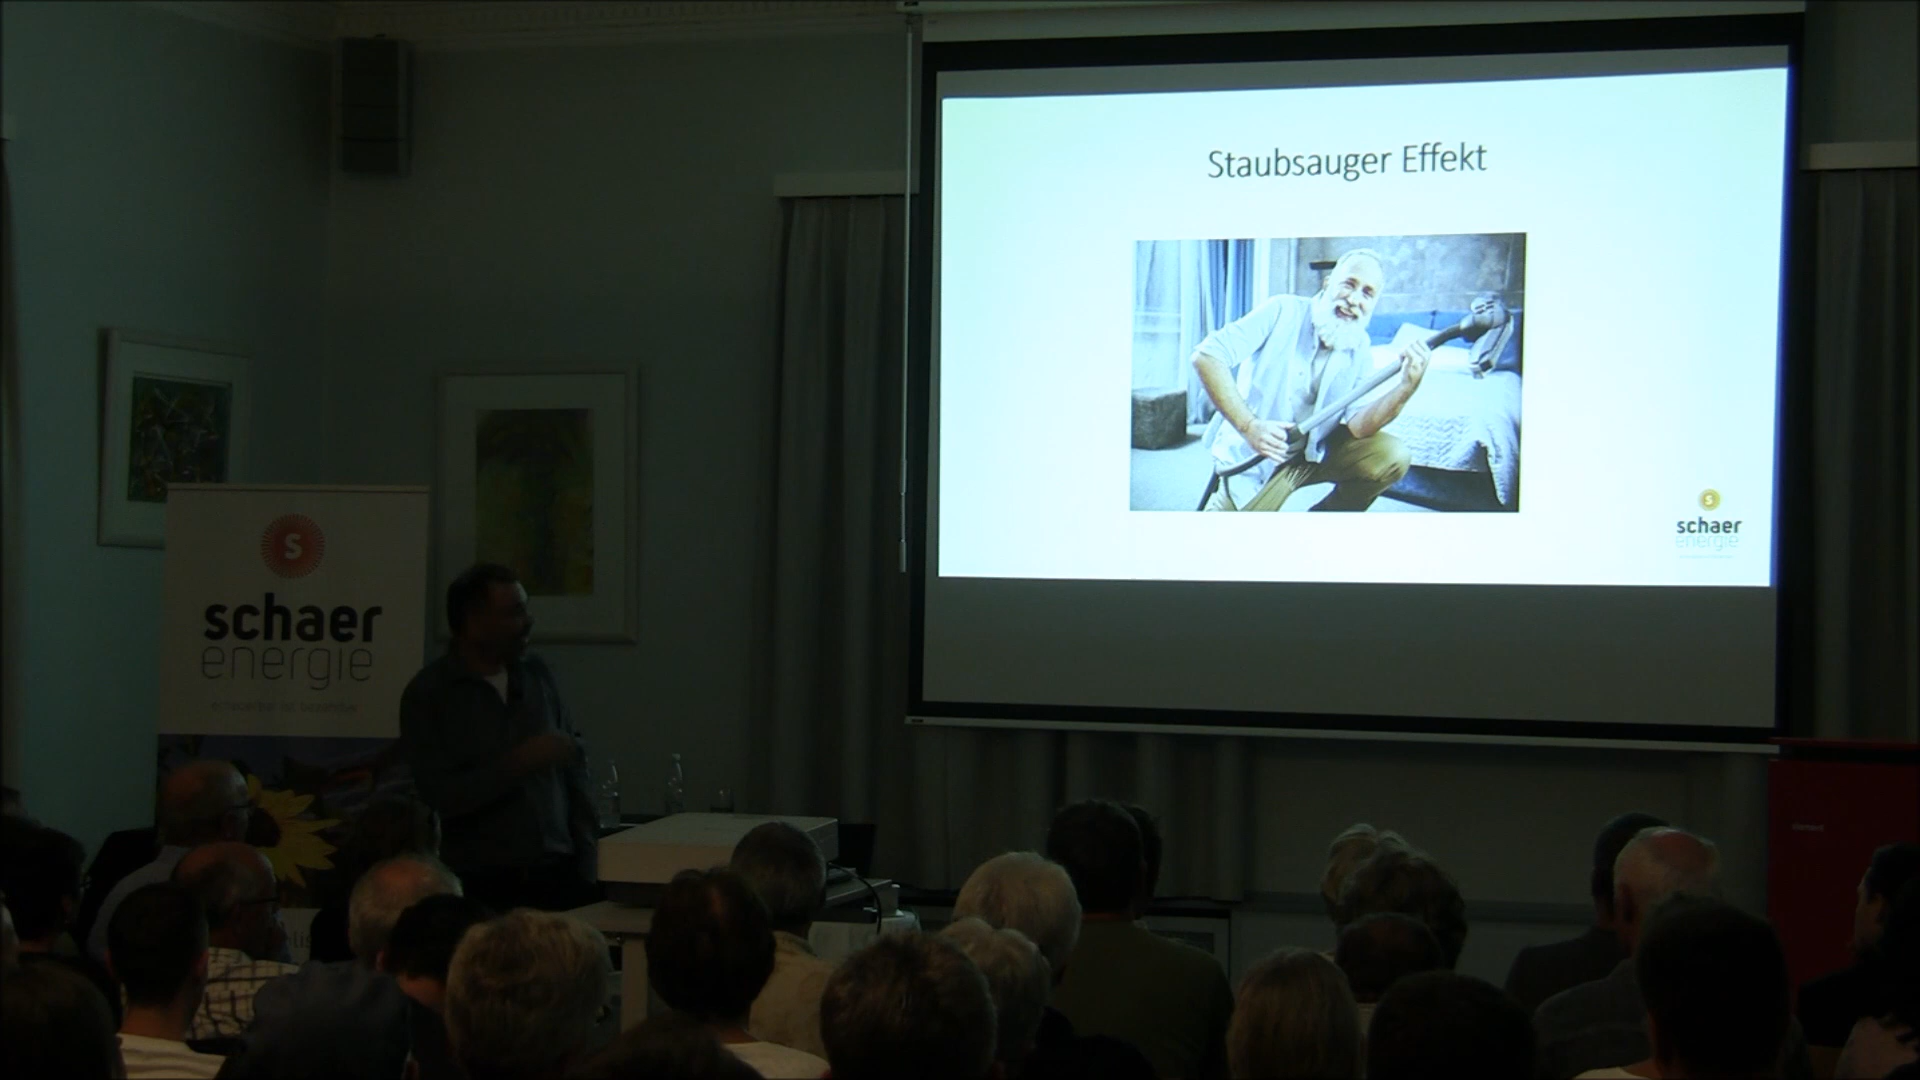 Staubsauger Effekt
schaer
energie
S
schaer
energie